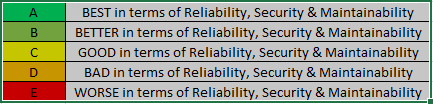 A BEST in terms of Reliability, Security & Maintainability
B BETTER in terms of Reliability, Security & Maintainability
C GOOD in terms of Reliability, Security & Maintainability
D BAD in terms of Reliability, Security & Maintainability
E WORSE in terms of Reliability, Security & Maintainability